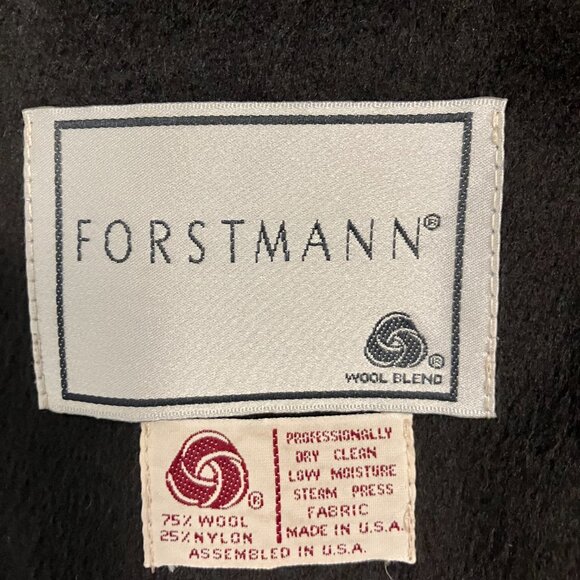 FORSTMANN®
®
WOOL BLEND
®
75% WOOL
25% NYLON
PROFESSIONALLY
DRY CLEAN
LOW MOISTURE
STEAM PRESS
FABRIC
MADE IN U.S.A.
ASSEMBLED IN U.S.A.